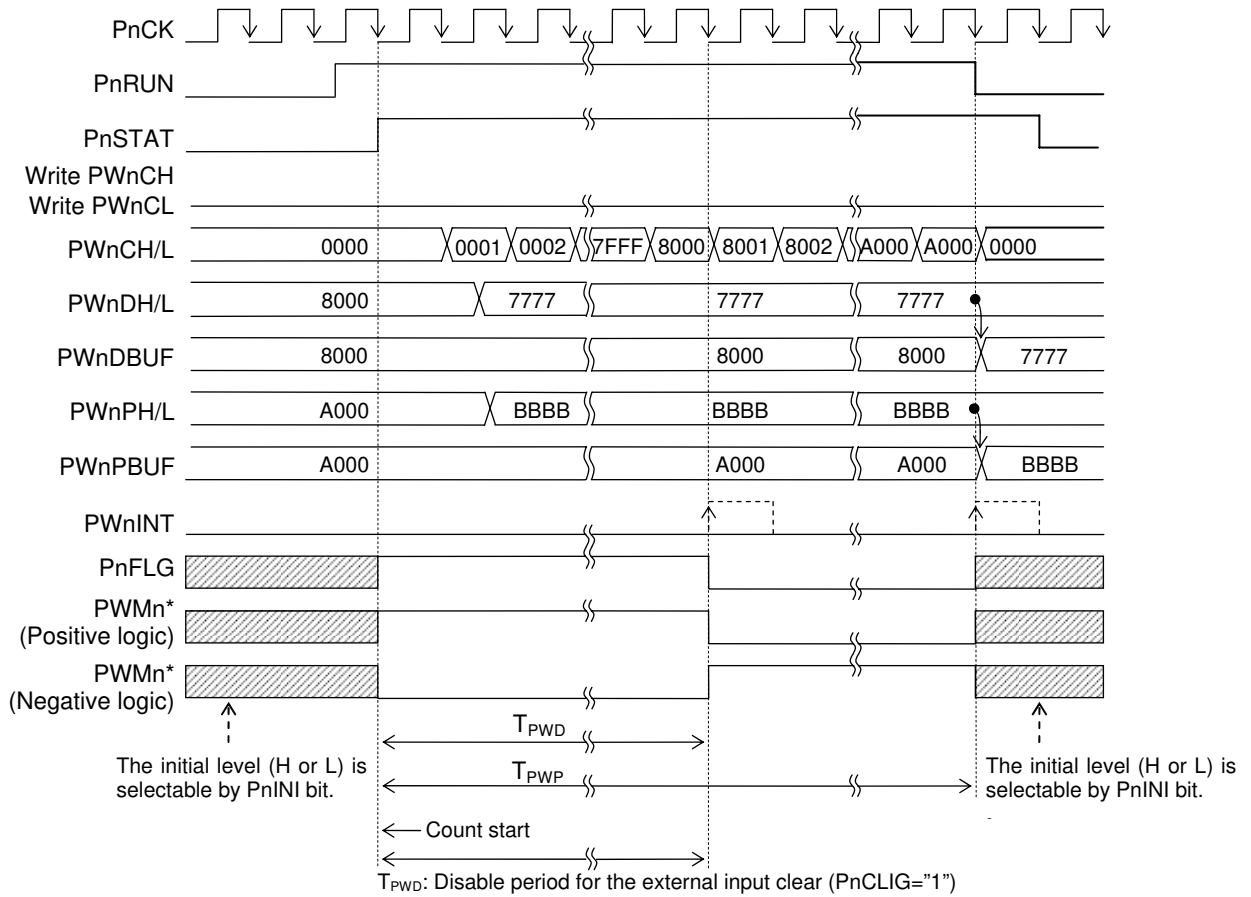 PnCK
PnRUN
PnSTAT
Write PWnCH
Write PWnCL
PWnCH/L 0000 0001 0002 7FFF 8000 8001 8002 A000 A000 0000
PWnDH/L 8000 7777 7777 7777
PWnDBUF 8000 8000 8000 7777
PWnPH/L A000 BBBB BBBB BBBB
PWnPBUF A000 A000 A000 BBBB
PWnINT
PnFLG
PWMn*
(Positive logic)
PWMn*
(Negative logic)
TPWD
The initial level (H or L) is
selectable by PnINI bit.
TPWP
The initial level (H or L) is
selectable by PnINI bit.
Count start
TPWD: Disable period for the external input clear (PnCLIG=”1”)